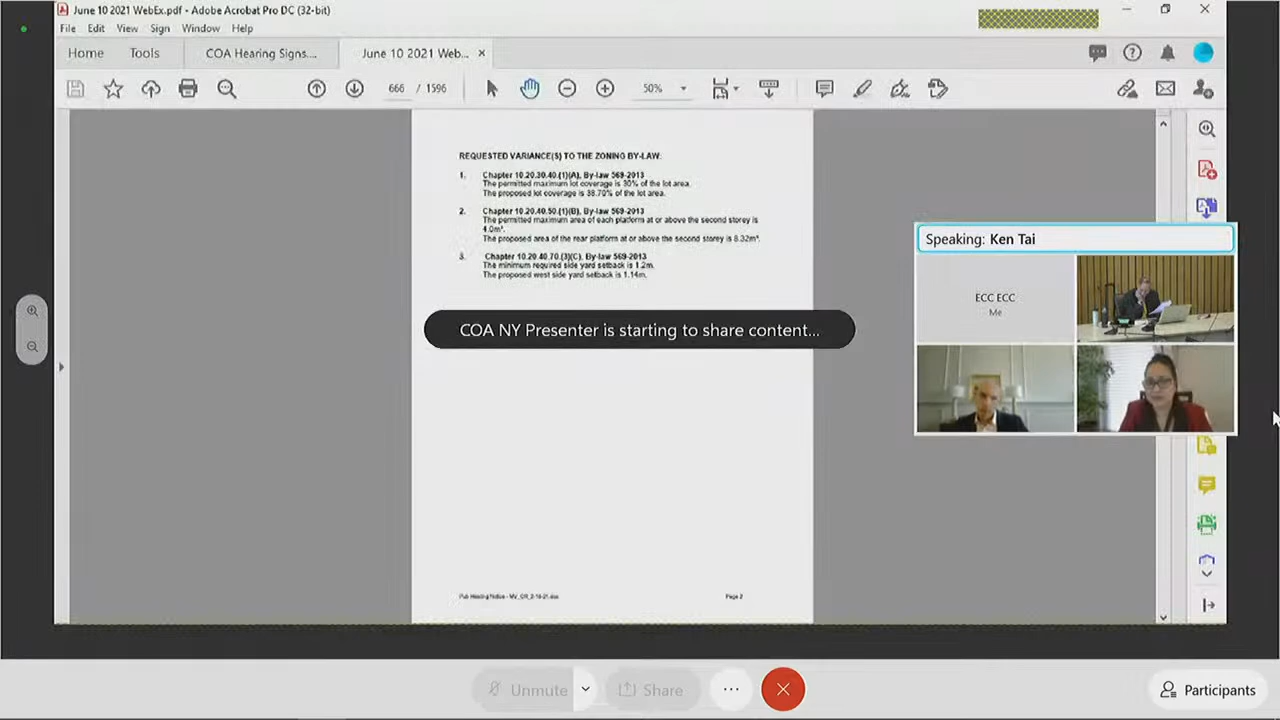 June 10 2021 WebEx.pdf - Adobe Acrobat Pro DC (32-bit)
File Edit View Sign Window Help
Home Tools COA Hearing Signs.... June 10 2021 Web... ×
666 / 1596 50%
REQUESTED VARIANCE(S) TO THE ZONING BY-LAW:
1. Chapter 10.20.30.40.(1)(A), By-law 569-2013
The permitted maximum lot coverage is 30% of the lot area.
The proposed lot coverage is 38.70% of the lot area.
2. Chapter 10.20.40.50.(1)(B), By-law 569-2013
The permitted maximum area of each platform at or above the second storey is
4.0m².
The proposed area of the rear platform at or above the second storey is 8.32m².
3. Chapter 10.20.40.70.(3)(C), By-law 569-2013
The minimum required side yard setback is 1.2m.
The proposed west side yard setback is 1.14m.
Speaking: Ken Tai
ECC ECC
Me
COA NY Presenter is starting to share content...
Page 2
Unmute Share ... Participants